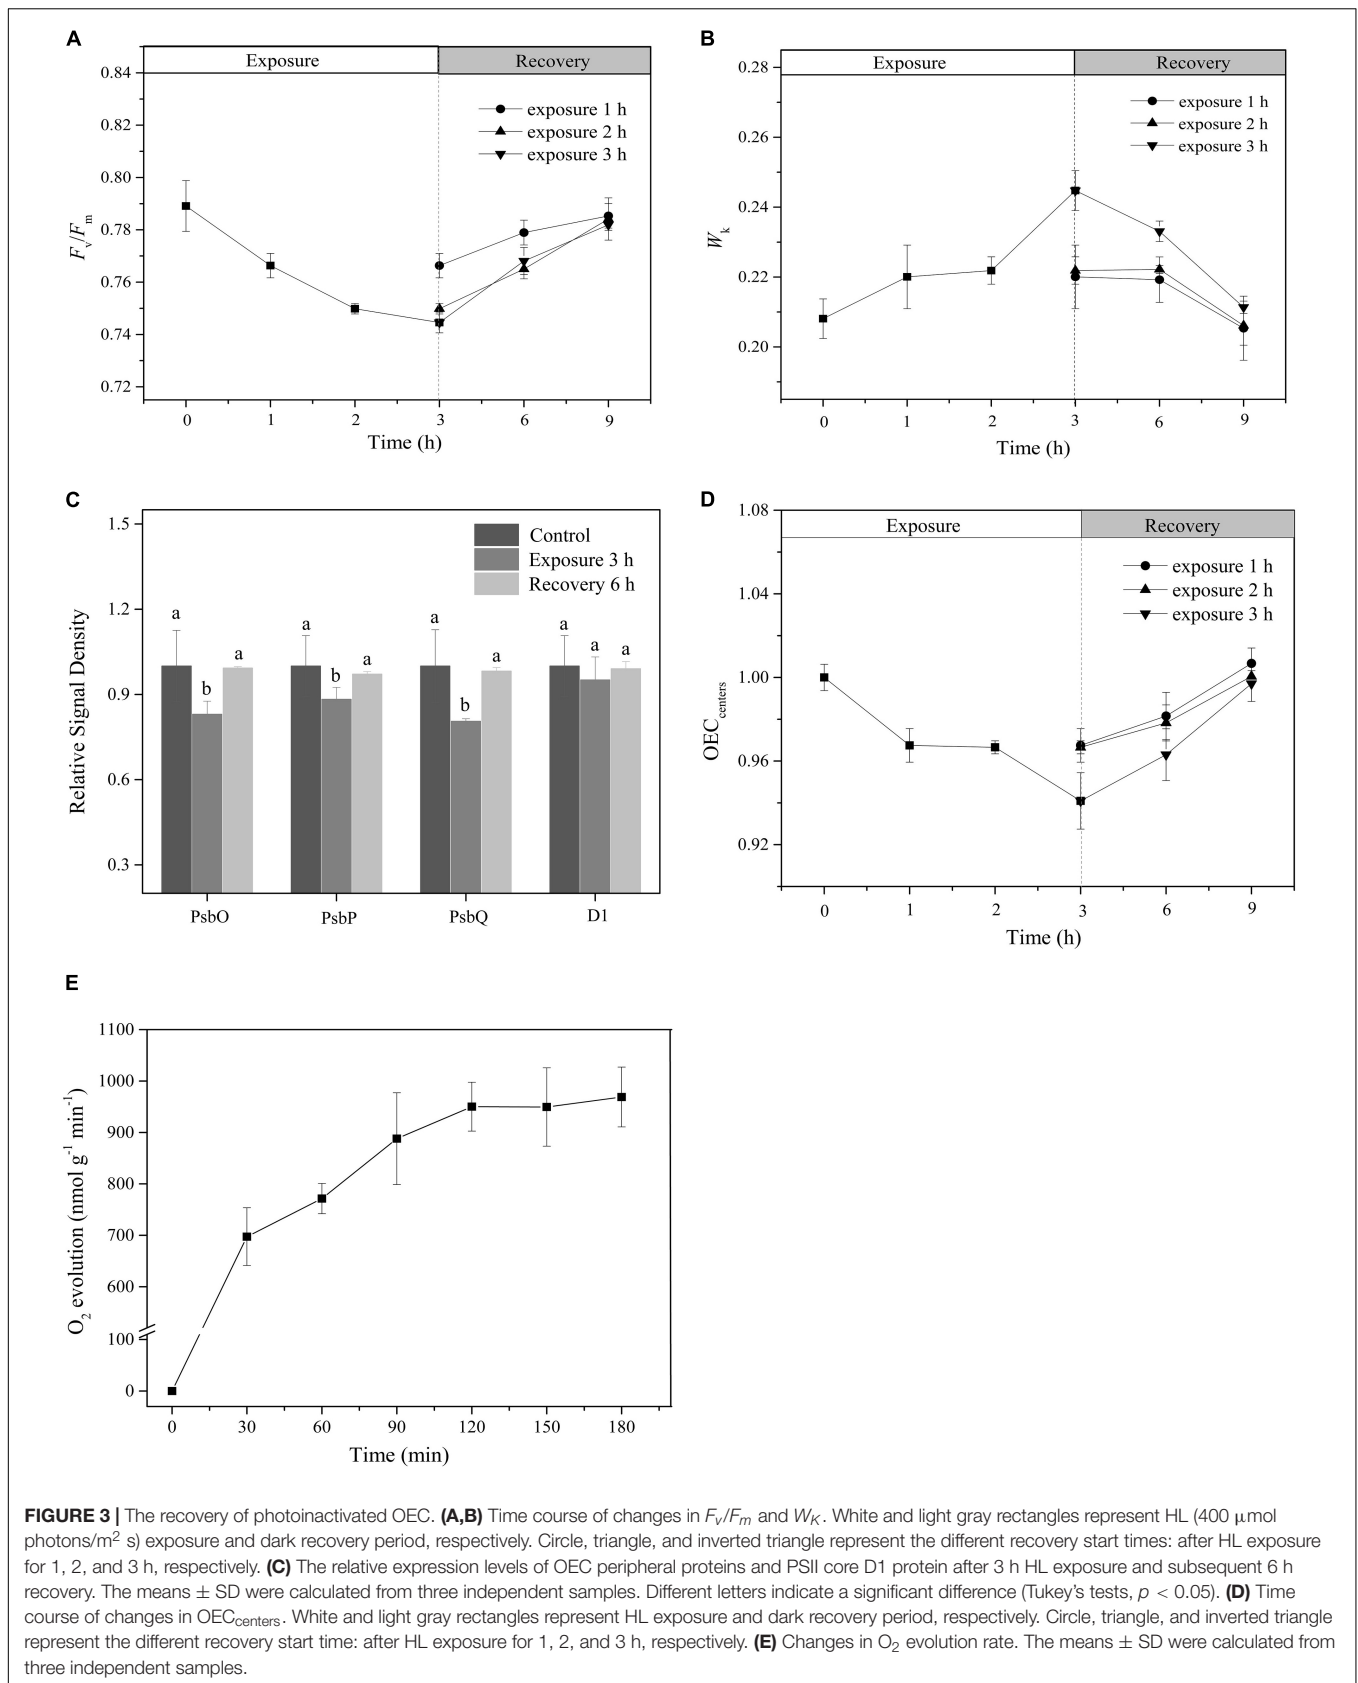 A
Exposure
Recovery
exposure 1 h
exposure 2 h
exposure 3 h
0.84
0.82
0.80
0.78
0.76
0.74
0.72
Fv/Fm
0
1
2
3
6
9
Time (h)
B
Exposure
Recovery
exposure 1 h
exposure 2 h
exposure 3 h
0.28
0.26
0.24
0.22
0.20
Wk
0
1
2
3
6
9
Time (h)
C
Control
Exposure 3 h
Recovery 6 h
1.5
1.2
0.9
0.6
0.3
Relative Signal Density
a b a
a b a
a b a
a a a
PsbO
PsbP
PsbQ
D1
D
Exposure
Recovery
exposure 1 h
exposure 2 h
exposure 3 h
1.08
1.04
1.00
0.96
0.92
OECcenters
0
1
2
3
6
9
Time (h)
E
1100
1000
900
800
700
600
100
0
O2 evolution (nmol g-1 min-1)
0
30
60
90
120
150
180
Time (min)
FIGURE 3 | The recovery of photoinactivated OEC. (A,B) Time course of changes in Fv/Fm and WK. White and light gray rectangles represent HL (400 μmol
photons/m2 s) exposure and dark recovery period, respectively. Circle, triangle, and inverted triangle represent the different recovery start times: after HL exposure
for 1, 2, and 3 h, respectively. (C) The relative expression levels of OEC peripheral proteins and PSII core D1 protein after 3 h HL exposure and subsequent 6 h
recovery. The means ± SD were calculated from three independent samples. Different letters indicate a significant difference (Tukey's tests, p < 0.05). (D) Time
course of changes in OECcenters. White and light gray rectangles represent HL exposure and dark recovery period, respectively. Circle, triangle, and inverted triangle
represent the different recovery start time: after HL exposure for 1, 2, and 3 h, respectively. (E) Changes in O2 evolution rate. The means ± SD were calculated from
three independent samples.